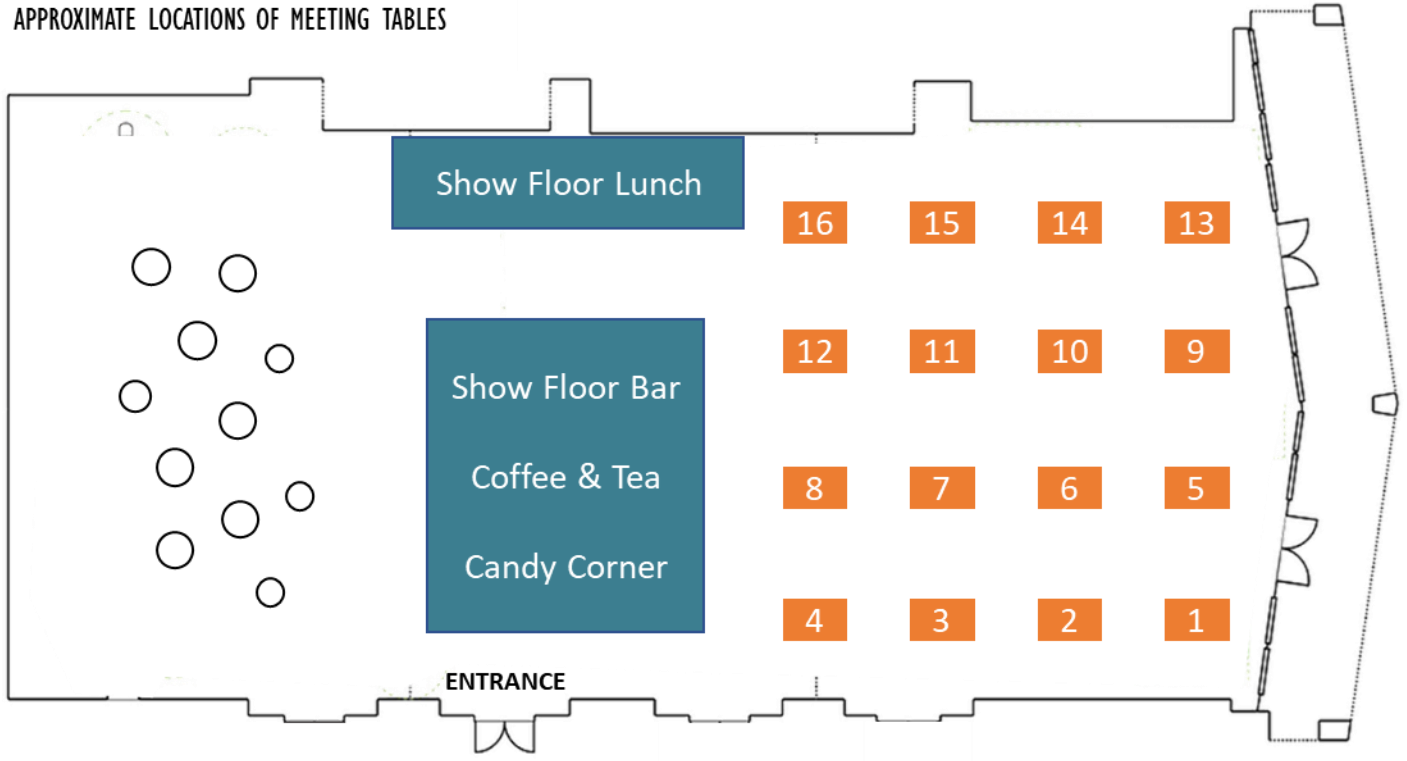 APPROXIMATE LOCATIONS OF MEETING TABLES
Show Floor Lunch
16 15 14 13
12 11 10 9
Show Floor Bar
Coffee & Tea
8 7 6 5
Candy Corner
4 3 2 1
ENTRANCE